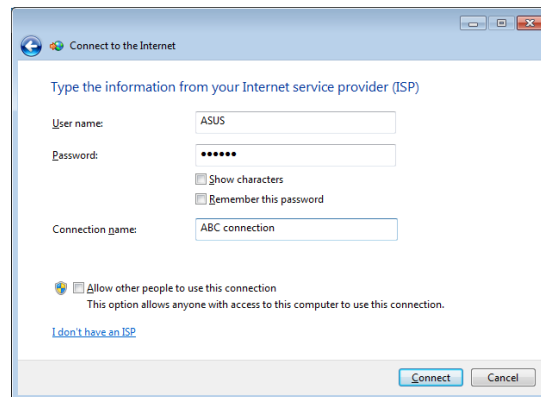 Connect to the Internet
Type the information from your Internet service provider (ISP)
User name: ASUS
Password: ••••••
Show characters
Remember this password
Connection name: ABC connection
Allow other people to use this connection
This option allows anyone with access to this computer to use this connection.
I don't have an ISP
Connect Cancel